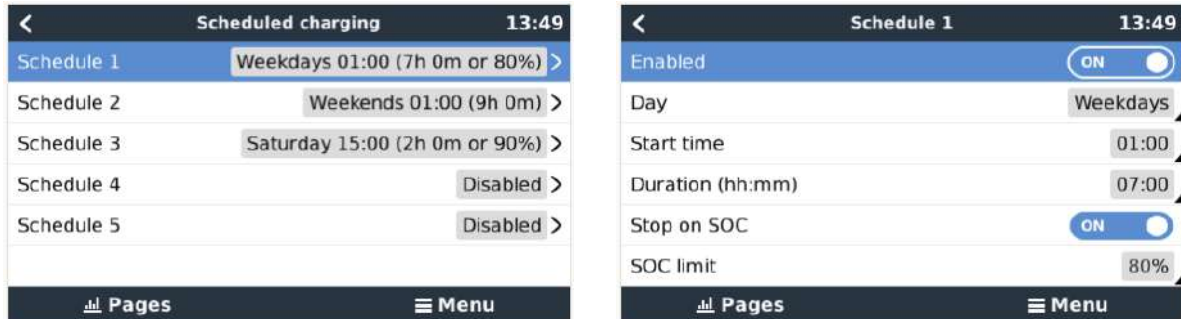 Scheduled charging 13:49
Schedule 1 Weekdays 01:00 (7h 0m or 80%)
Schedule 2 Weekends 01:00 (9h 0m)
Schedule 3 Saturday 15:00 (2h 0m or 90%)
Schedule 4 Disabled
Schedule 5 Disabled
Pages Menu
Schedule 1 13:49
Enabled ON
Day Weekdays
Start time 01:00
Duration (hh:mm) 07:00
Stop on SOC ON
SOC limit 80%
Pages Menu